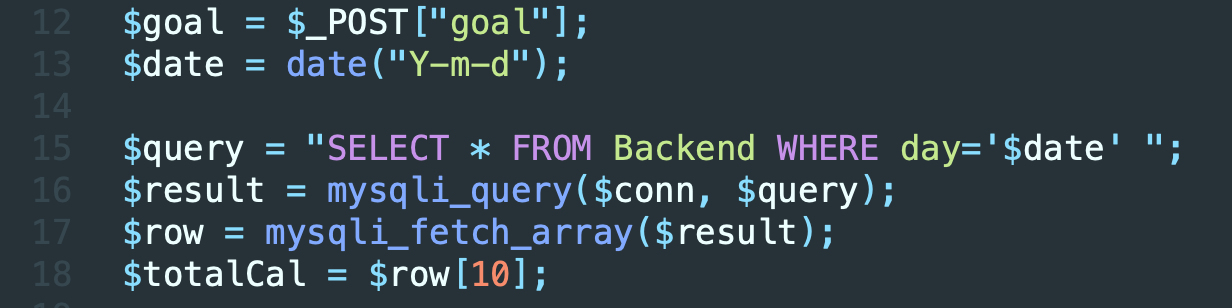 12 $goal = $_POST["goal"];
13 $date = date("Y-m-d");
14
15 $query = "SELECT * FROM Backend WHERE day='$date' ";
16 $result = mysqli_query($conn, $query);
17 $row = mysqli_fetch_array($result);
18 $totalCal = $row[10];